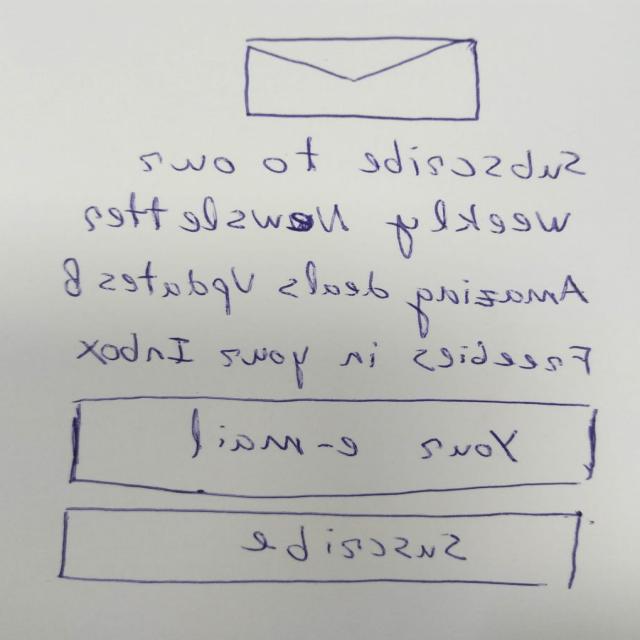 Subscribe to our
weekly Newsletter
Amazing deals Updates &
Freebies in your Inbox
Your e-mail
Suscribe